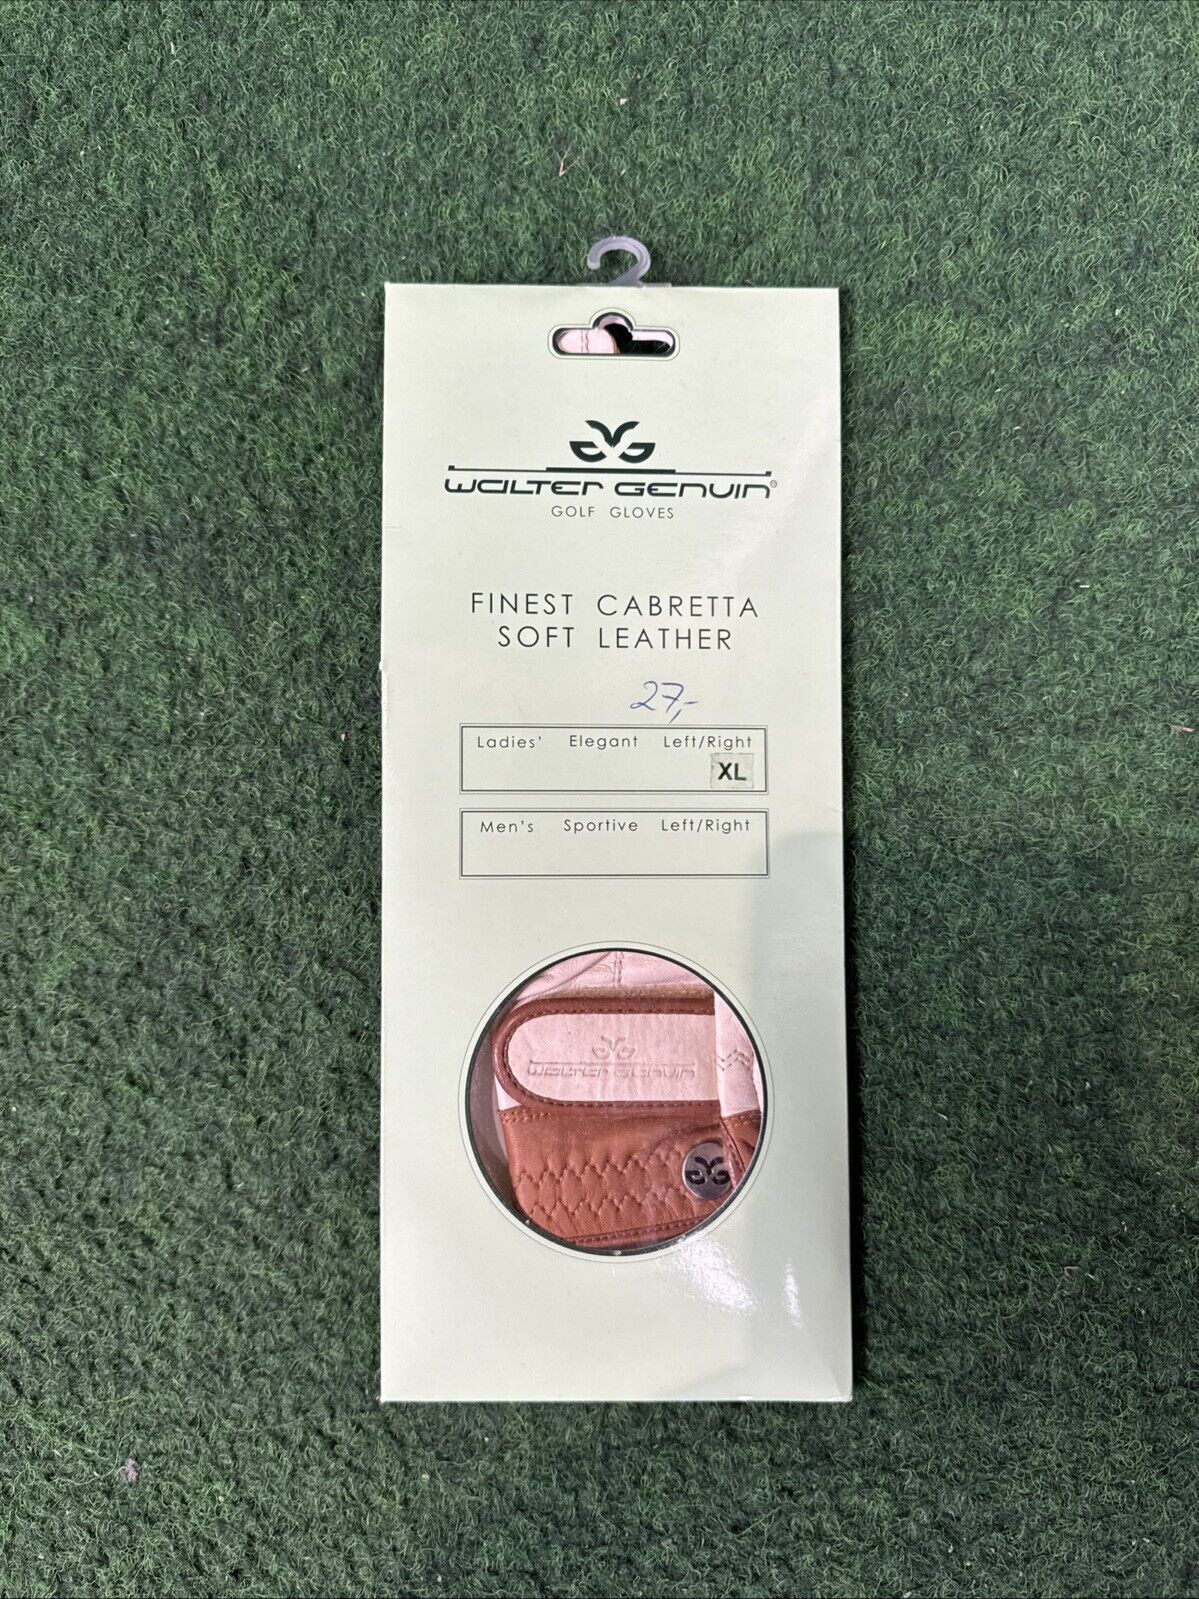 WALTER GENUIN®
GOLF GLOVES
FINEST CABRETTA
SOFT LEATHER
27,-
Ladies' Elegant Left/Right
XL
Men's Sportive Left/Right
WALTER GENUIN